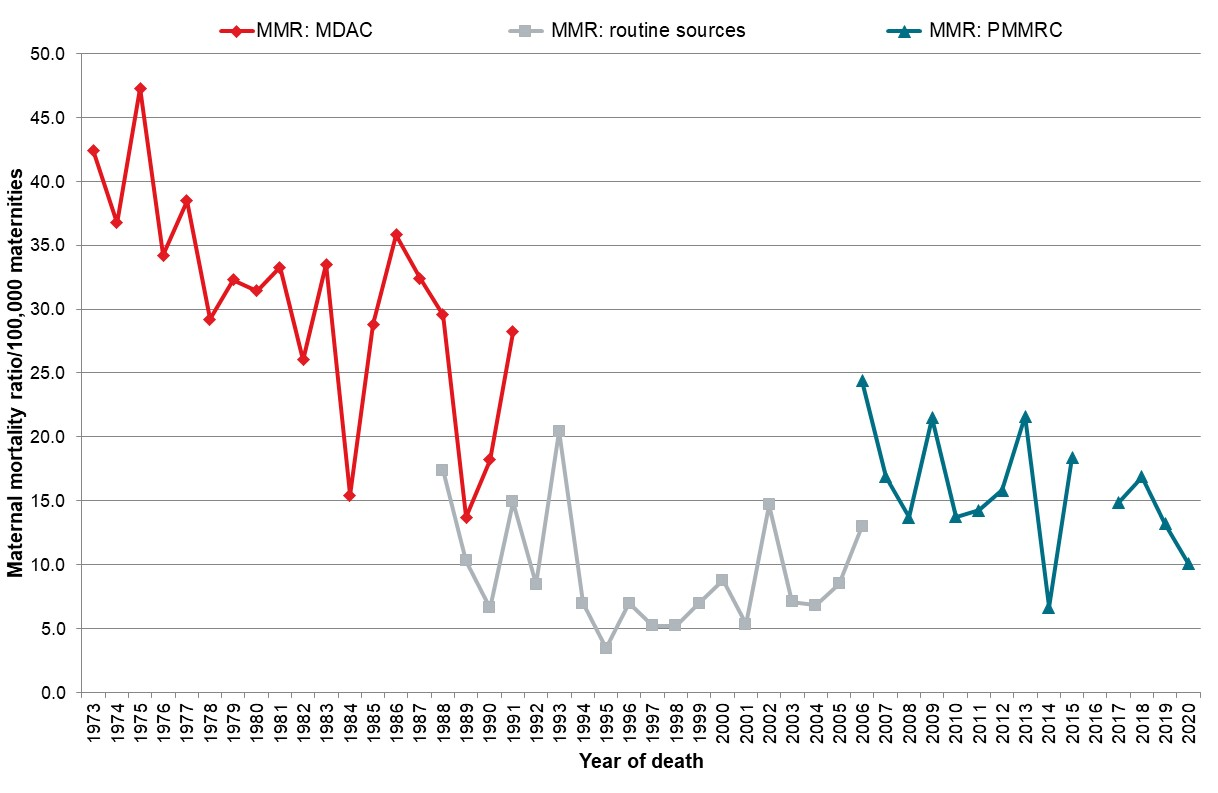 MMR: MDAC MMR: routine sources MMR: PMMRC
Maternal mortality ratio/100,000 maternities
50.0
45.0
40.0
35.0
30.0
25.0
20.0
15.0
10.0
5.0
0.0
1973 1974 1975 1976 1977 1978 1979 1980 1981 1982 1983 1984 1985 1986 1987 1988 1989 1990 1991 1992 1993 1994 1995 1996 1997 1998 1999 2000 2001 2002 2003 2004 2005 2006 2007 2008 2009 2010 2011 2012 2013 2014 2015 2016 2017 2018 2019 2020
Year of death